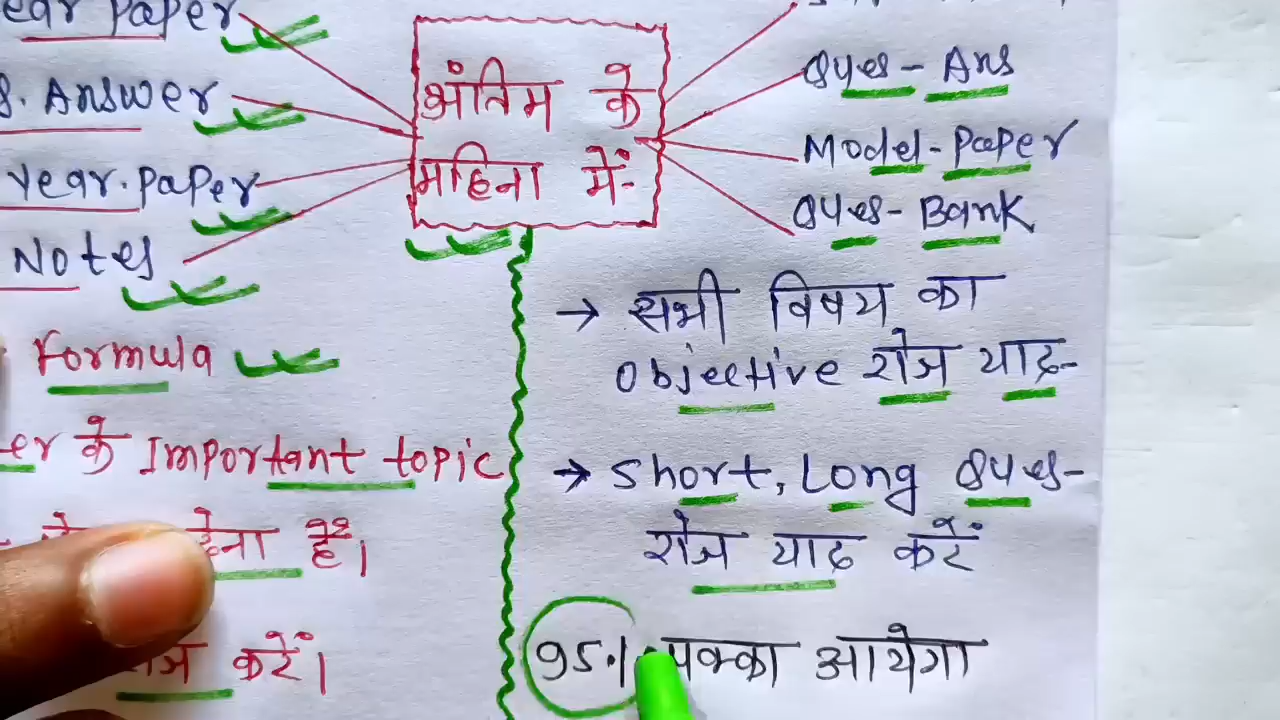 ear Paper
s. Answer
year. paper
Notes
Formula
er के Important topic
देना है।
करें।
अंतिम के
महिना में-
Ques - Ans
Model - Paper
Ques - Bank
→ सभी विषय का
objective रोज याद-
→ Short, Long Ques-
रोज याद करें
95% पक्का आयेगा